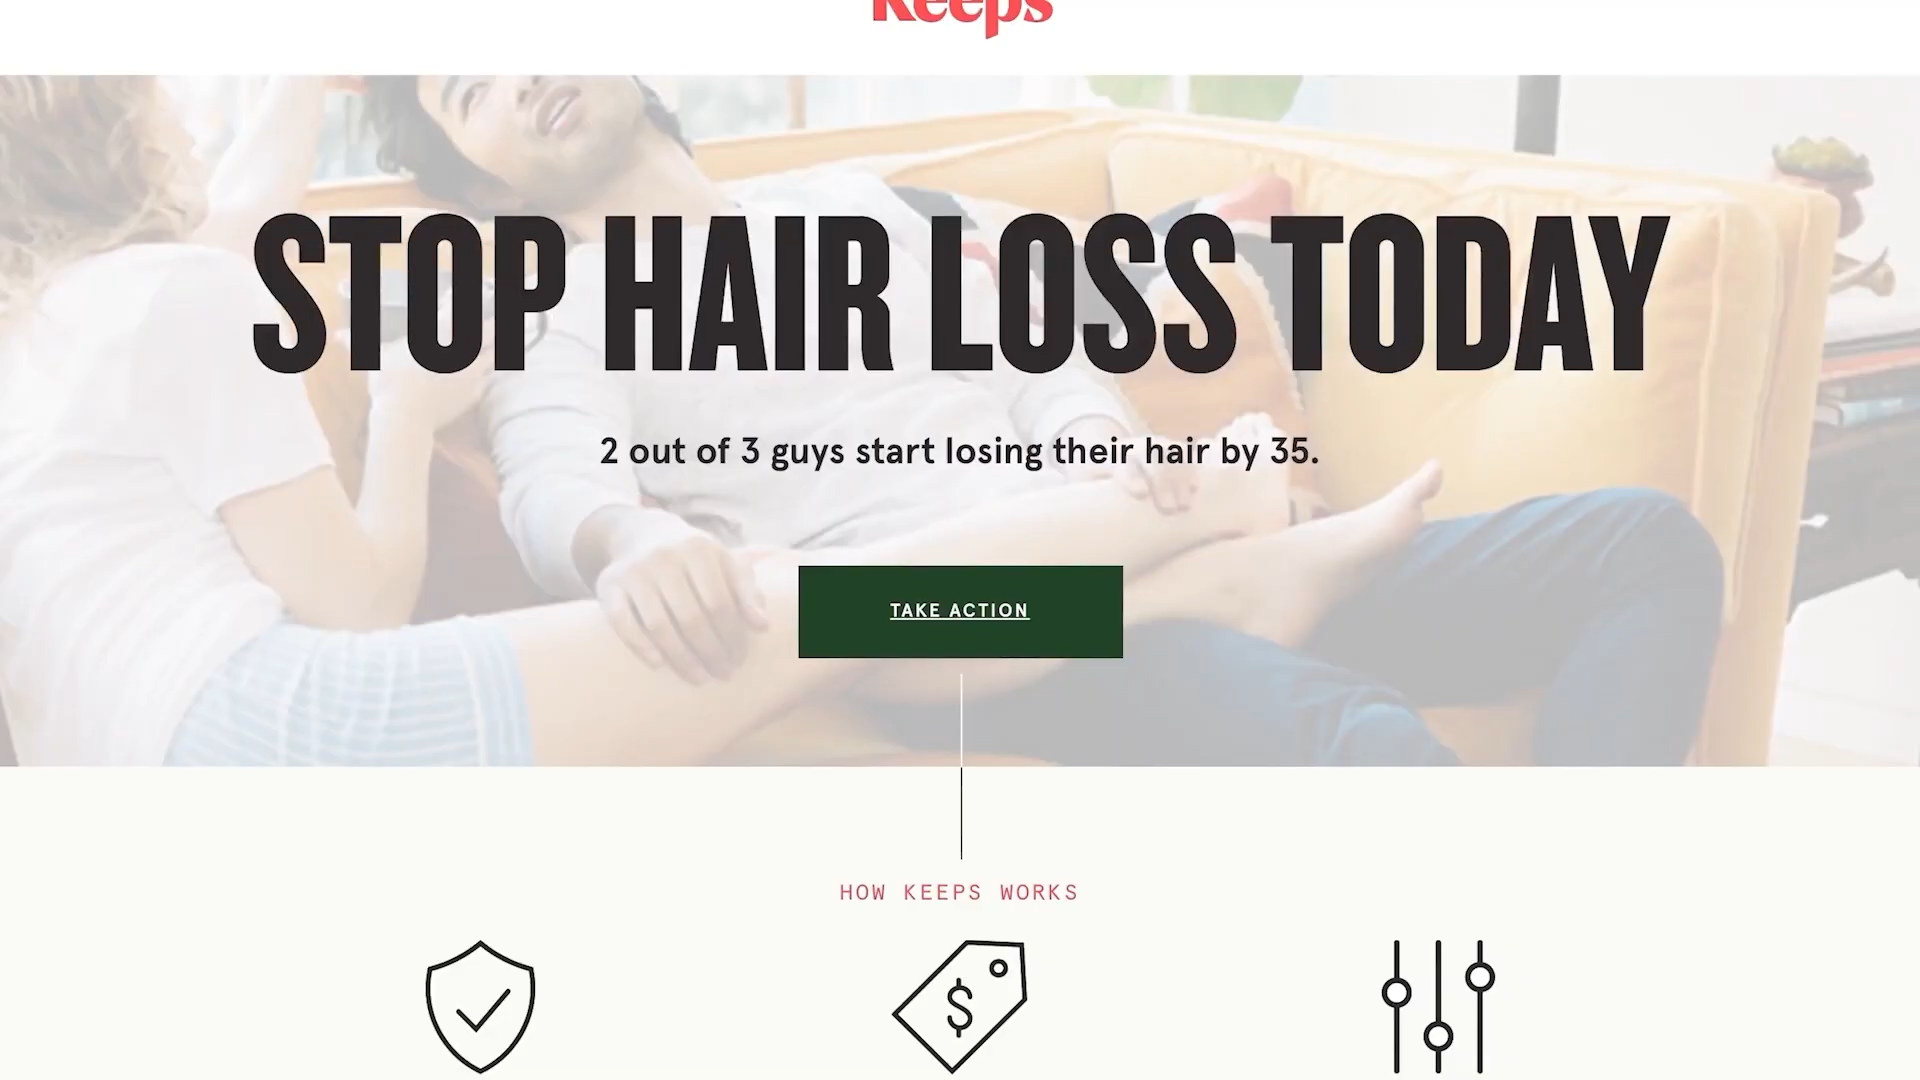 Keeps
STOP HAIR LOSS TODAY
2 out of 3 guys start losing their hair by 35.
TAKE ACTION
HOW KEEPS WORKS
$